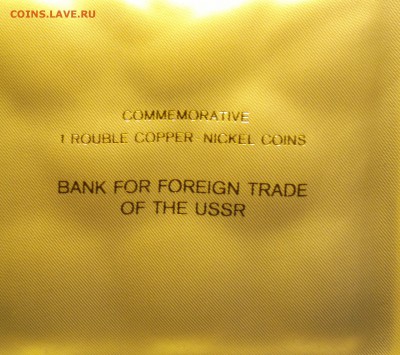 COINS.LAVE.RU
COMMEMORATIVE
1 ROUBLE COPPER-NICKEL COINS
BANK FOR FOREIGN TRADE
OF THE USSR